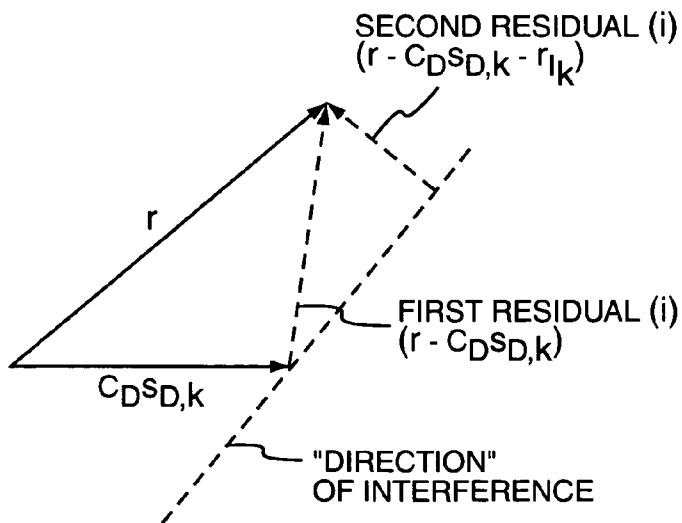 SECOND RESIDUAL (i)
(r - CDSD,k - rIk)
r
FIRST RESIDUAL (i)
(r - CDSD,k)
CDSD,k
"DIRECTION"
OF INTERFERENCE